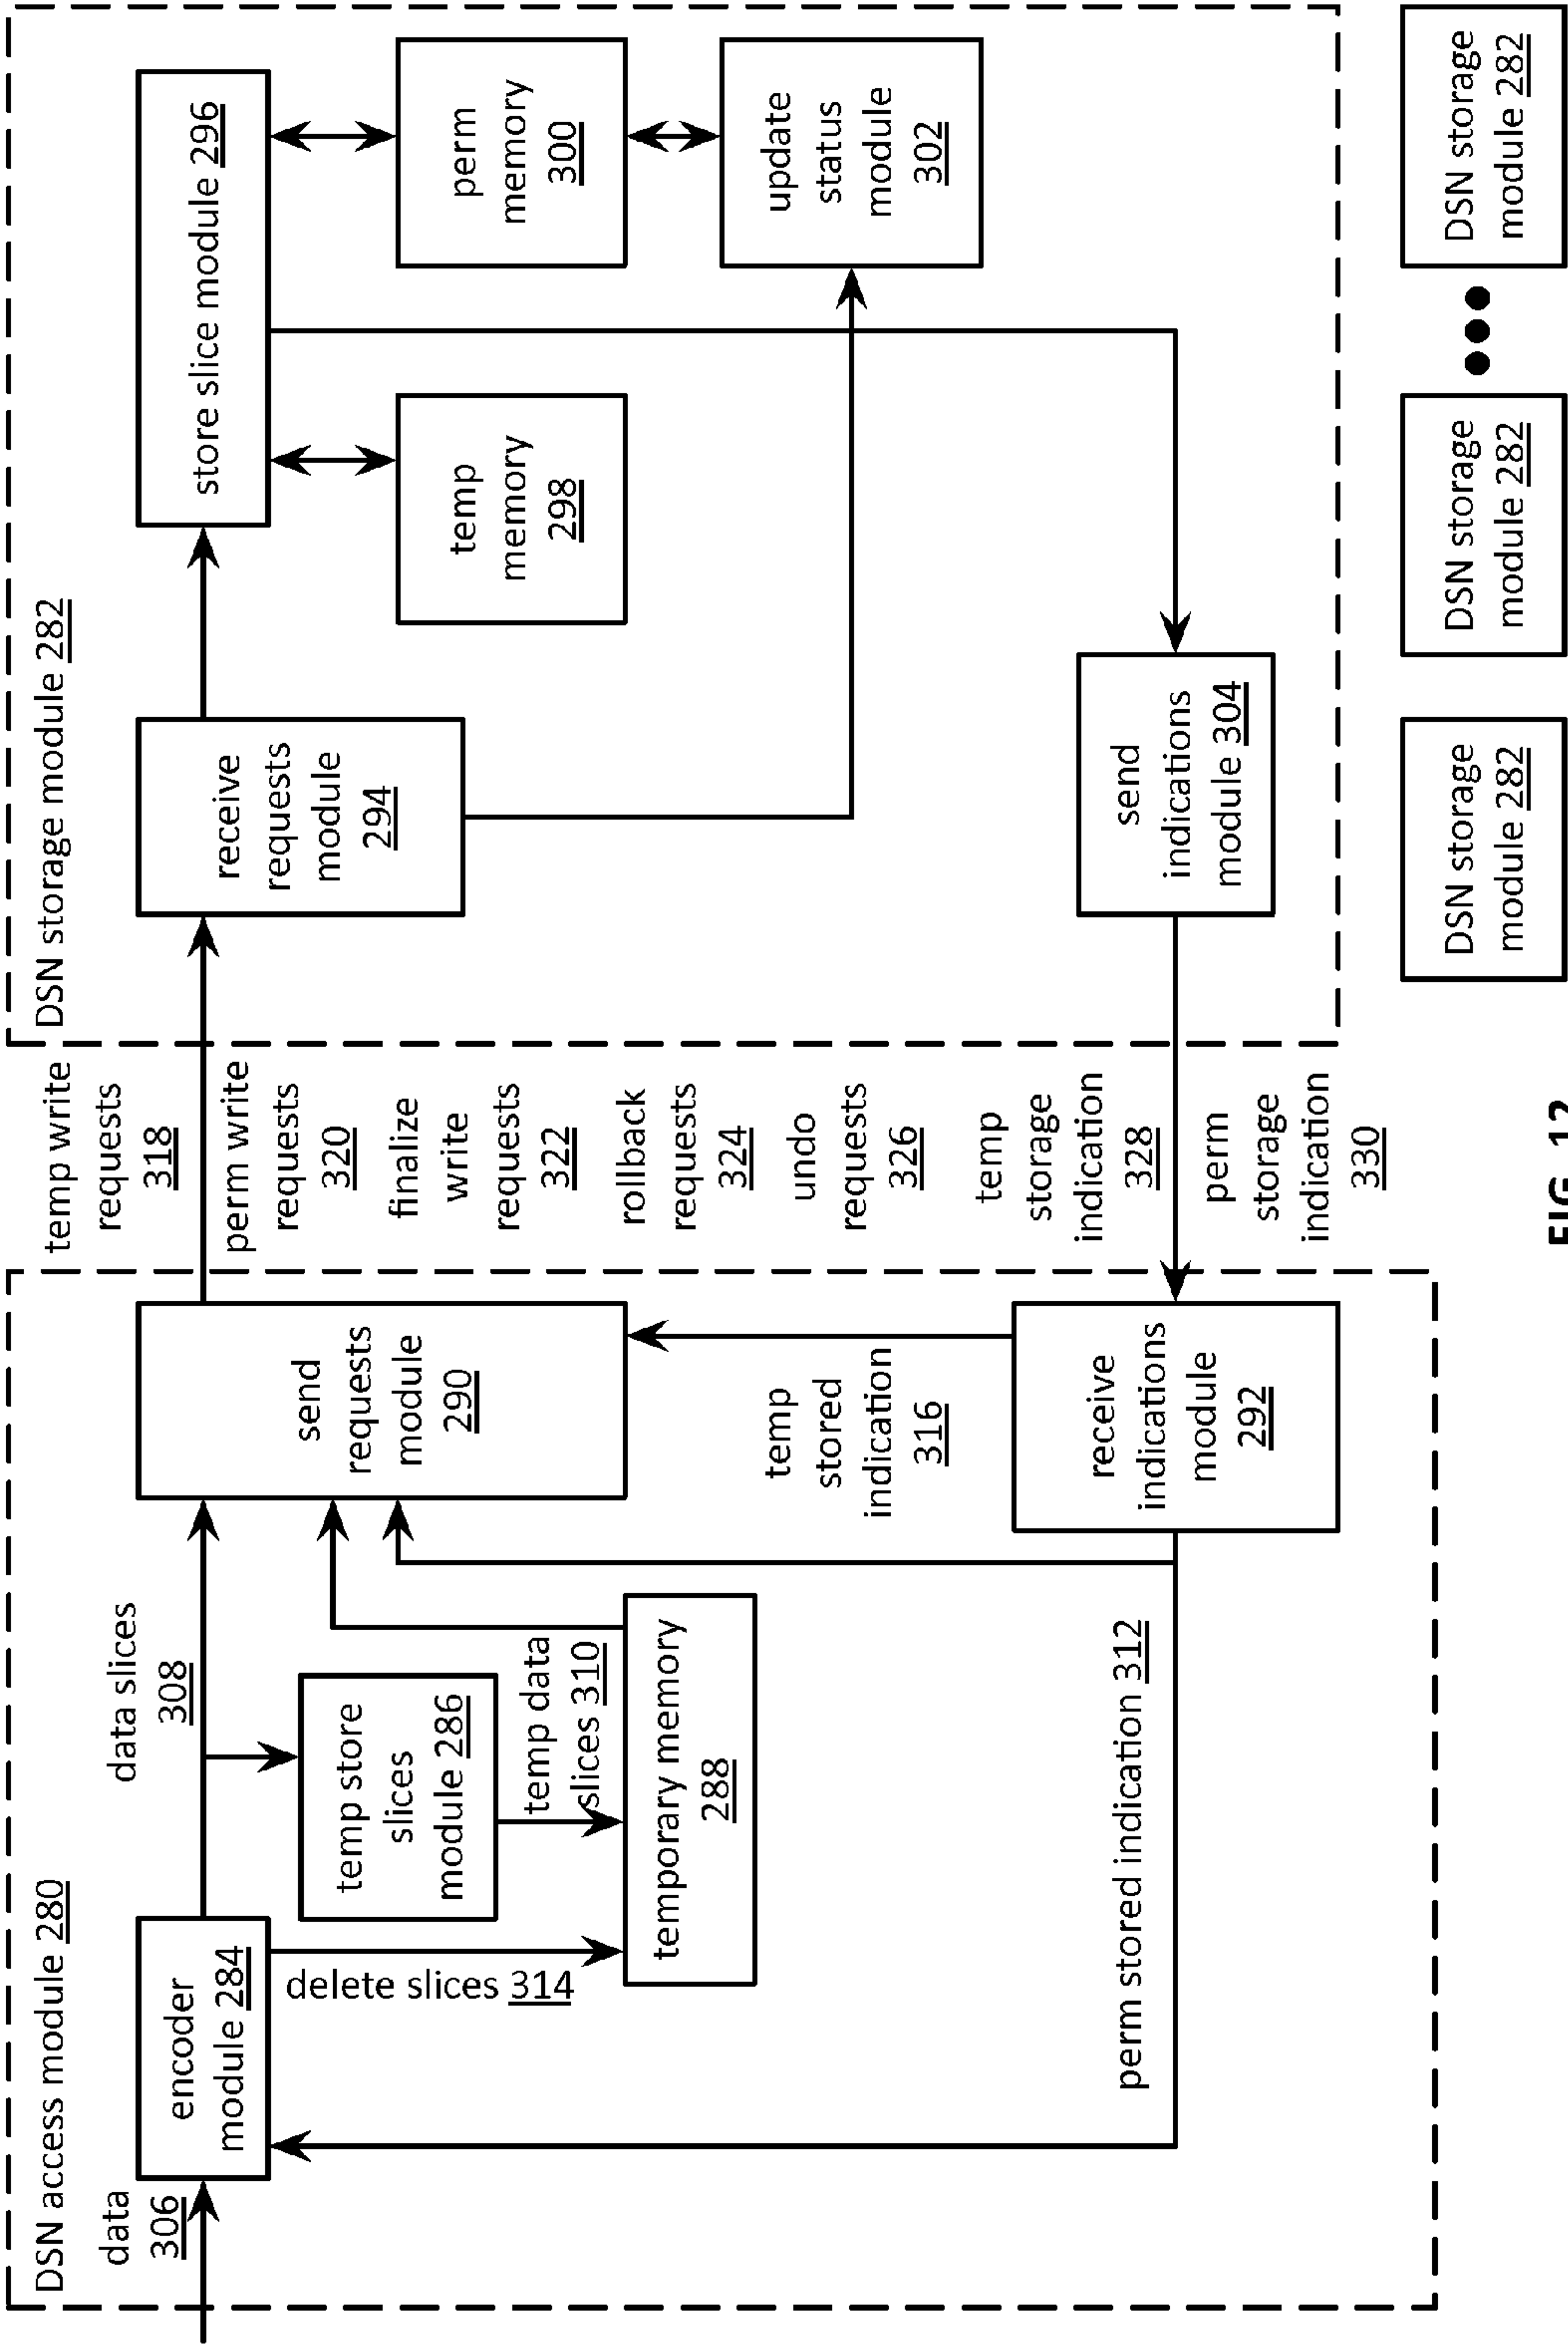 DSN access module 280
data
306
encoder
module 284
delete slices 314
data slices
308
temp store
slices
module 286
temp data
slices 310
temporary memory
288
send
requests
module
290
temp
stored
indication
316
receive
indications
module
292
perm stored indication 312
temp write
requests
318
perm write
requests
320
finalize
write
requests
322
rollback
requests
324
undo
requests
326
temp
storage
indication
328
perm
storage
indication
330
DSN storage module 282
receive
requests
module
294
store slice module 296
temp
memory
298
perm
memory
300
update
status
module
302
send
indications
module 304
DSN storage
module 282
DSN storage
module 282
DSN storage
module 282
FIG. 12